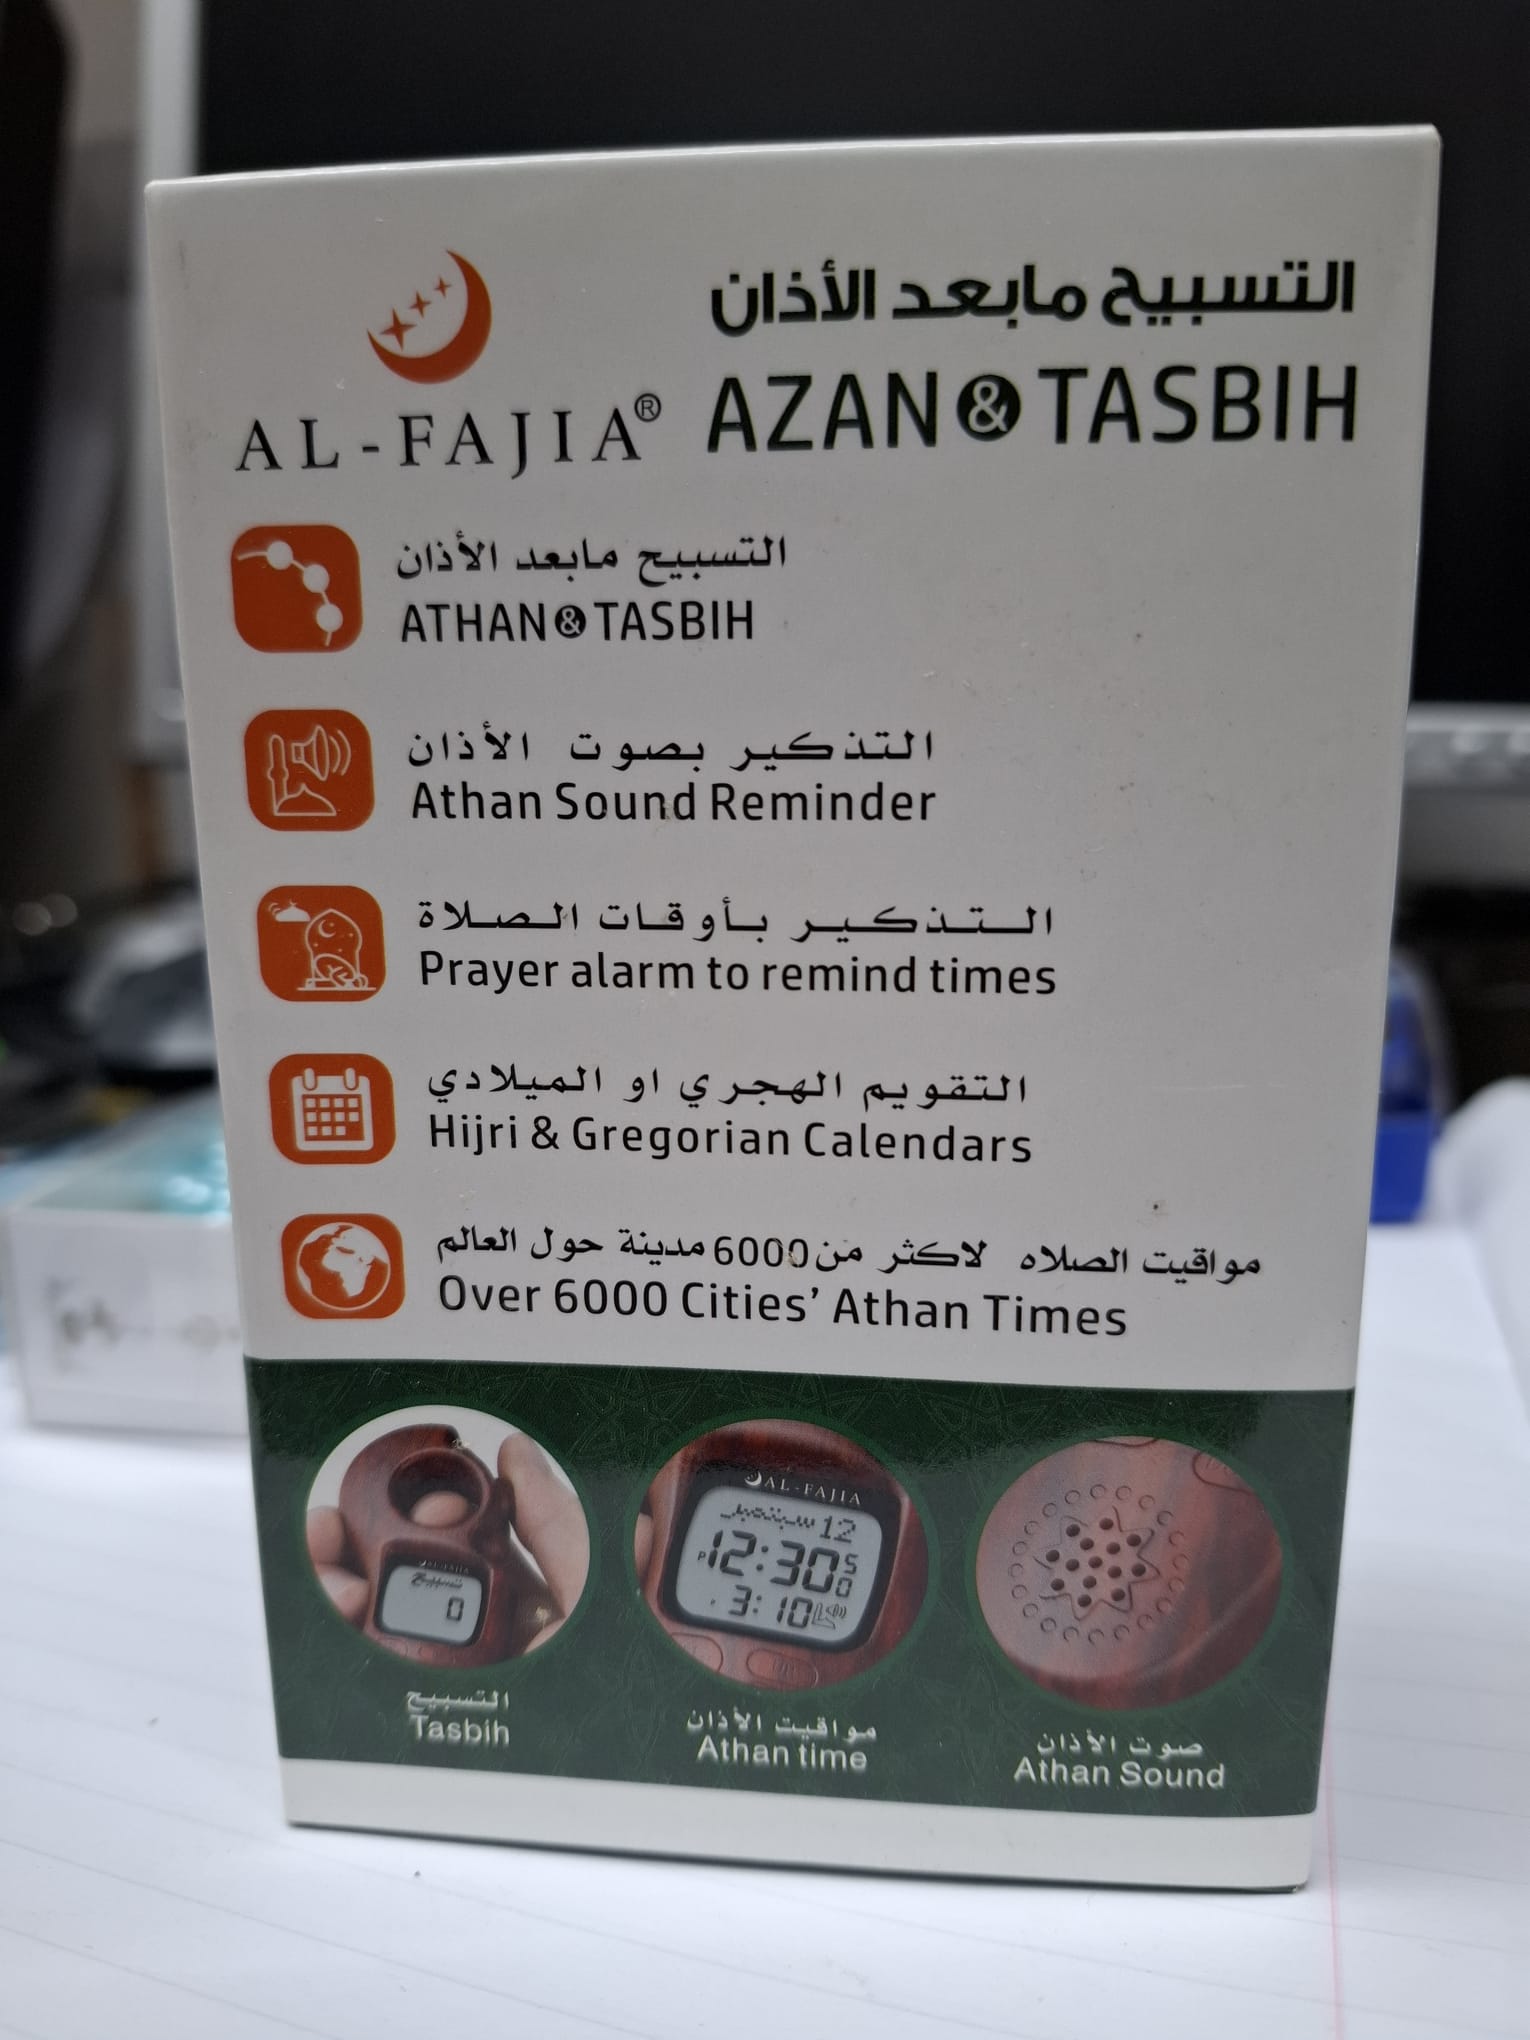 التسبيح مابعد الأذان
AL-FAJIA®
AZAN & TASBIH
التسبيح مابعد الأذان
ATHAN & TASBIH
التذكير بصوت الأذان
Athan Sound Reminder
التذكير بأوقات الصلاة
Prayer alarm to remind times
التقويم الهجري او الميلادي
Hijri & Gregorian Calendars
مواقيت الصلاه لاكثر من 6000 مدينة حول العالم
Over 6000 Cities' Athan Times
AL-FAJIA
تسبيح
0
AL-FAJIA
12 سبتمبر
P 12:30 50
3:10
UP
التسبيح
Tasbih
مواقيت الأذان
Athan time
صوت الأذان
Athan Sound